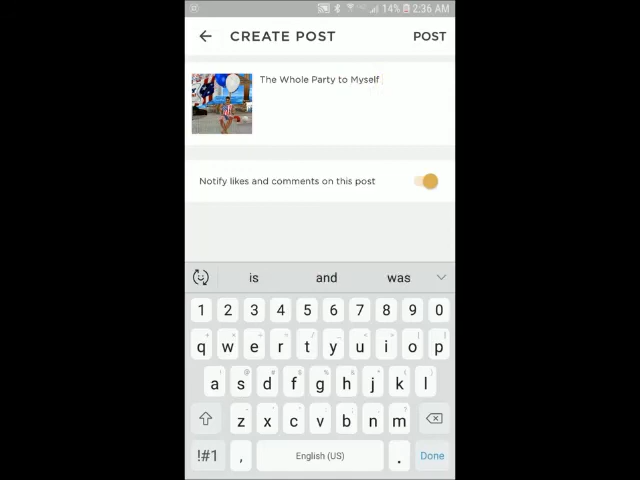 14% 2:36 AM
CREATE POST POST
The Whole Party to Myself
Notify likes and comments on this post
is and was
1 2 3 4 5 6 7 8 9 0
q w e r t y u i o p
a s d f g h j k l
z x c v b n m
!#1 , English (US) . Done